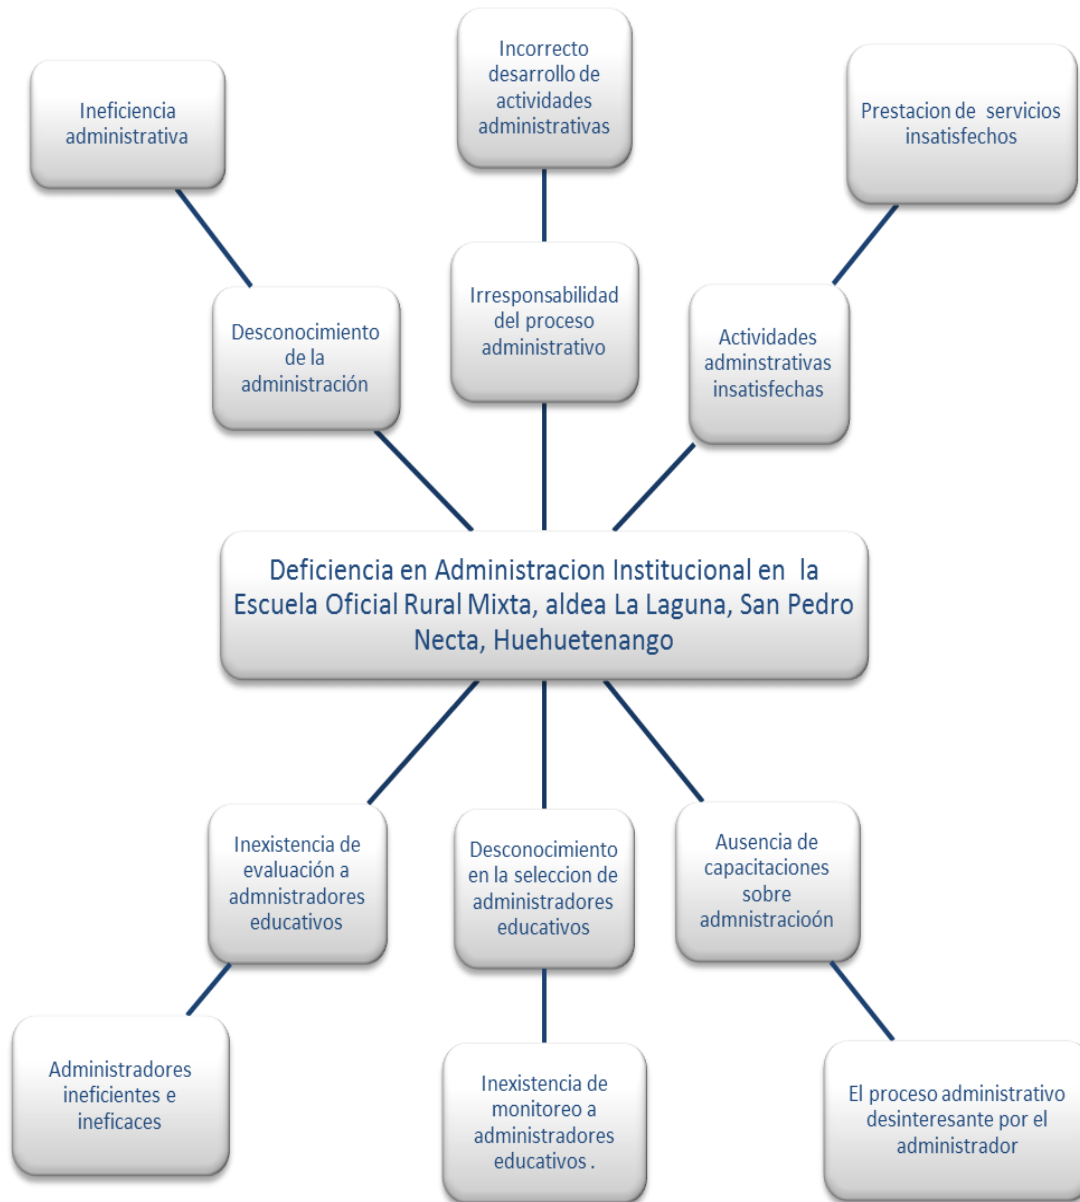 Incorrecto
desarrollo de
actividades
administrativas
Ineficiencia
administrativa
Prestacion de servicios
insatisfechos
Irresponsabilidad
del proceso
administrativo
Desconocimiento
de la
administración
Actividades
adminstrativas
insatisfechas
Deficiencia en Administracion Institucional en la
Escuela Oficial Rural Mixta, aldea La Laguna, San Pedro
Necta, Huehuetenango
Inexistencia de
evaluación a
admnistradores
educativos
Desconocimiento
en la seleccion de
administradores
educativos
Ausencia de
capacitaciones
sobre
admnistracioón
Administradores
ineficientes e
ineficaces
Inexistencia de
monitoreo a
administradores
educativos .
El proceso administrativo
desinteresante por el
administrador